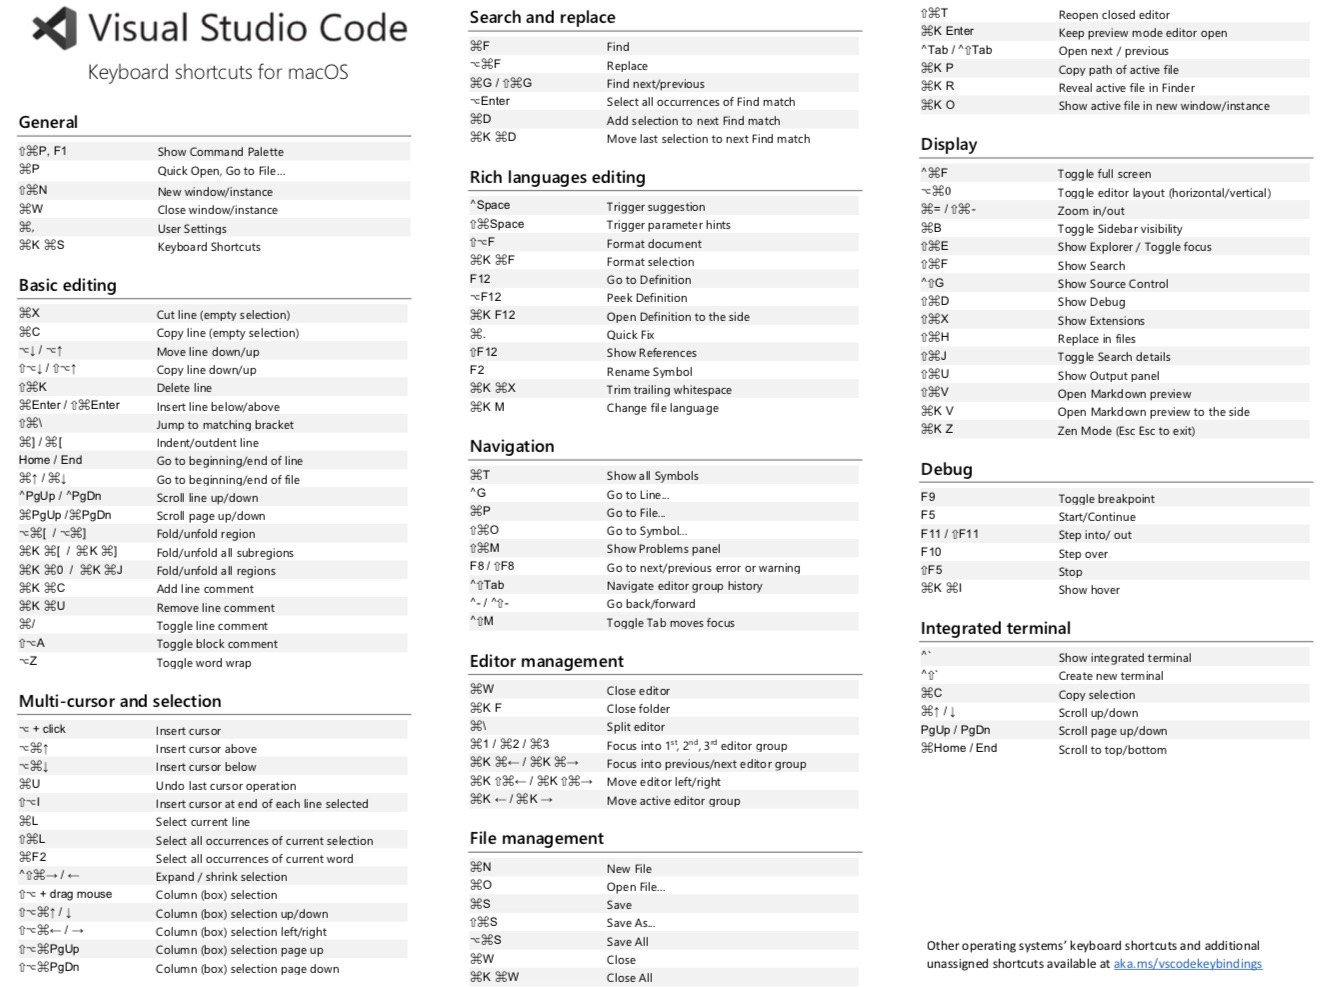 Visual Studio Code
Keyboard shortcuts for macOS
General
⇧⌘P, F1 Show Command Palette
⌘P Quick Open, Go to File...
⇧⌘N New window/instance
⌘W Close window/instance
⌘, User Settings
⌘K ⌘S Keyboard Shortcuts
Basic editing
⌘X Cut line (empty selection)
⌘C Copy line (empty selection)
⌥↓ / ⌥↑ Move line down/up
⇧⌥↓ / ⇧⌥↑ Copy line down/up
⇧⌘K Delete line
⌘Enter / ⇧⌘Enter Insert line below/above
⇧⌘\ Jump to matching bracket
⌘] / ⌘[ Indent/outdent line
Home / End Go to beginning/end of line
⌘↑ / ⌘↓ Go to beginning/end of file
^PgUp / ^PgDn Scroll line up/down
⌘PgUp /⌘PgDn Scroll page up/down
⌥⌘[ / ⌥⌘] Fold/unfold region
⌘K ⌘[ / ⌘K ⌘] Fold/unfold all subregions
⌘K ⌘0 / ⌘K ⌘J Fold/unfold all regions
⌘K ⌘C Add line comment
⌘K ⌘U Remove line comment
⌘/ Toggle line comment
⇧⌥A Toggle block comment
⌥Z Toggle word wrap
Multi-cursor and selection
⌥ + click Insert cursor
⌥⌘↑ Insert cursor above
⌥⌘↓ Insert cursor below
⌘U Undo last cursor operation
⇧⌥I Insert cursor at end of each line selected
⌘L Select current line
⇧⌘L Select all occurrences of current selection
⌘F2 Select all occurrences of current word
^⇧⌘→ / ← Expand / shrink selection
⇧⌥ + drag mouse Column (box) selection
⇧⌥⌘↑ / ↓ Column (box) selection up/down
⇧⌥⌘← / → Column (box) selection left/right
⇧⌥⌘PgUp Column (box) selection page up
⇧⌥⌘PgDn Column (box) selection page down
Search and replace
⌘F Find
⌥⌘F Replace
⌘G / ⇧⌘G Find next/previous
⌥Enter Select all occurrences of Find match
⌘D Add selection to next Find match
⌘K ⌘D Move last selection to next Find match
Rich languages editing
^Space Trigger suggestion
⇧⌘Space Trigger parameter hints
⇧⌥F Format document
⌘K ⌘F Format selection
F12 Go to Definition
⌥F12 Peek Definition
⌘K F12 Open Definition to the side
⌘. Quick Fix
⇧F12 Show References
F2 Rename Symbol
⌘K ⌘X Trim trailing whitespace
⌘K M Change file language
Navigation
⌘T Show all Symbols
^G Go to Line...
⌘P Go to File...
⇧⌘O Go to Symbol...
⇧⌘M Show Problems panel
F8 / ⇧F8 Go to next/previous error or warning
^⇧Tab Navigate editor group history
^- / ^⇧- Go back/forward
^⇧M Toggle Tab moves focus
Editor management
⌘W Close editor
⌘K F Close folder
⌘\ Split editor
⌘1 / ⌘2 / ⌘3 Focus into 1st, 2nd, 3rd editor group
⌘K ⌘← / ⌘K ⌘→ Focus into previous/next editor group
⌘K ⇧⌘← / ⌘K ⇧⌘→ Move editor left/right
⌘K ← / ⌘K → Move active editor group
File management
⌘N New File
⌘O Open File...
⌘S Save
⇧⌘S Save As...
⌥⌘S Save All
⌘W Close
⌘K ⌘W Close All
⇧⌘T Reopen closed editor
⌘K Enter Keep preview mode editor open
^Tab / ^⇧Tab Open next / previous
⌘K P Copy path of active file
⌘K R Reveal active file in Finder
⌘K O Show active file in new window/instance
Display
^⌘F Toggle full screen
⌥⌘0 Toggle editor layout (horizontal/vertical)
⌘= / ⇧⌘- Zoom in/out
⌘B Toggle Sidebar visibility
⇧⌘E Show Explorer / Toggle focus
⇧⌘F Show Search
^⇧G Show Source Control
⇧⌘D Show Debug
⇧⌘X Show Extensions
⇧⌘H Replace in files
⇧⌘J Toggle Search details
⇧⌘U Show Output panel
⇧⌘V Open Markdown preview
⌘K V Open Markdown preview to the side
⌘K Z Zen Mode (Esc Esc to exit)
Debug
F9 Toggle breakpoint
F5 Start/Continue
F11 / ⇧F11 Step into/ out
F10 Step over
⇧F5 Stop
⌘K ⌘I Show hover
Integrated terminal
^` Show integrated terminal
^⇧` Create new terminal
⌘C Copy selection
⌘↑ / ↓ Scroll up/down
PgUp / PgDn Scroll page up/down
⌘Home / End Scroll to top/bottom
Other operating systems’ keyboard shortcuts and additional
unassigned shortcuts available at aka.ms/vscodekeybindings